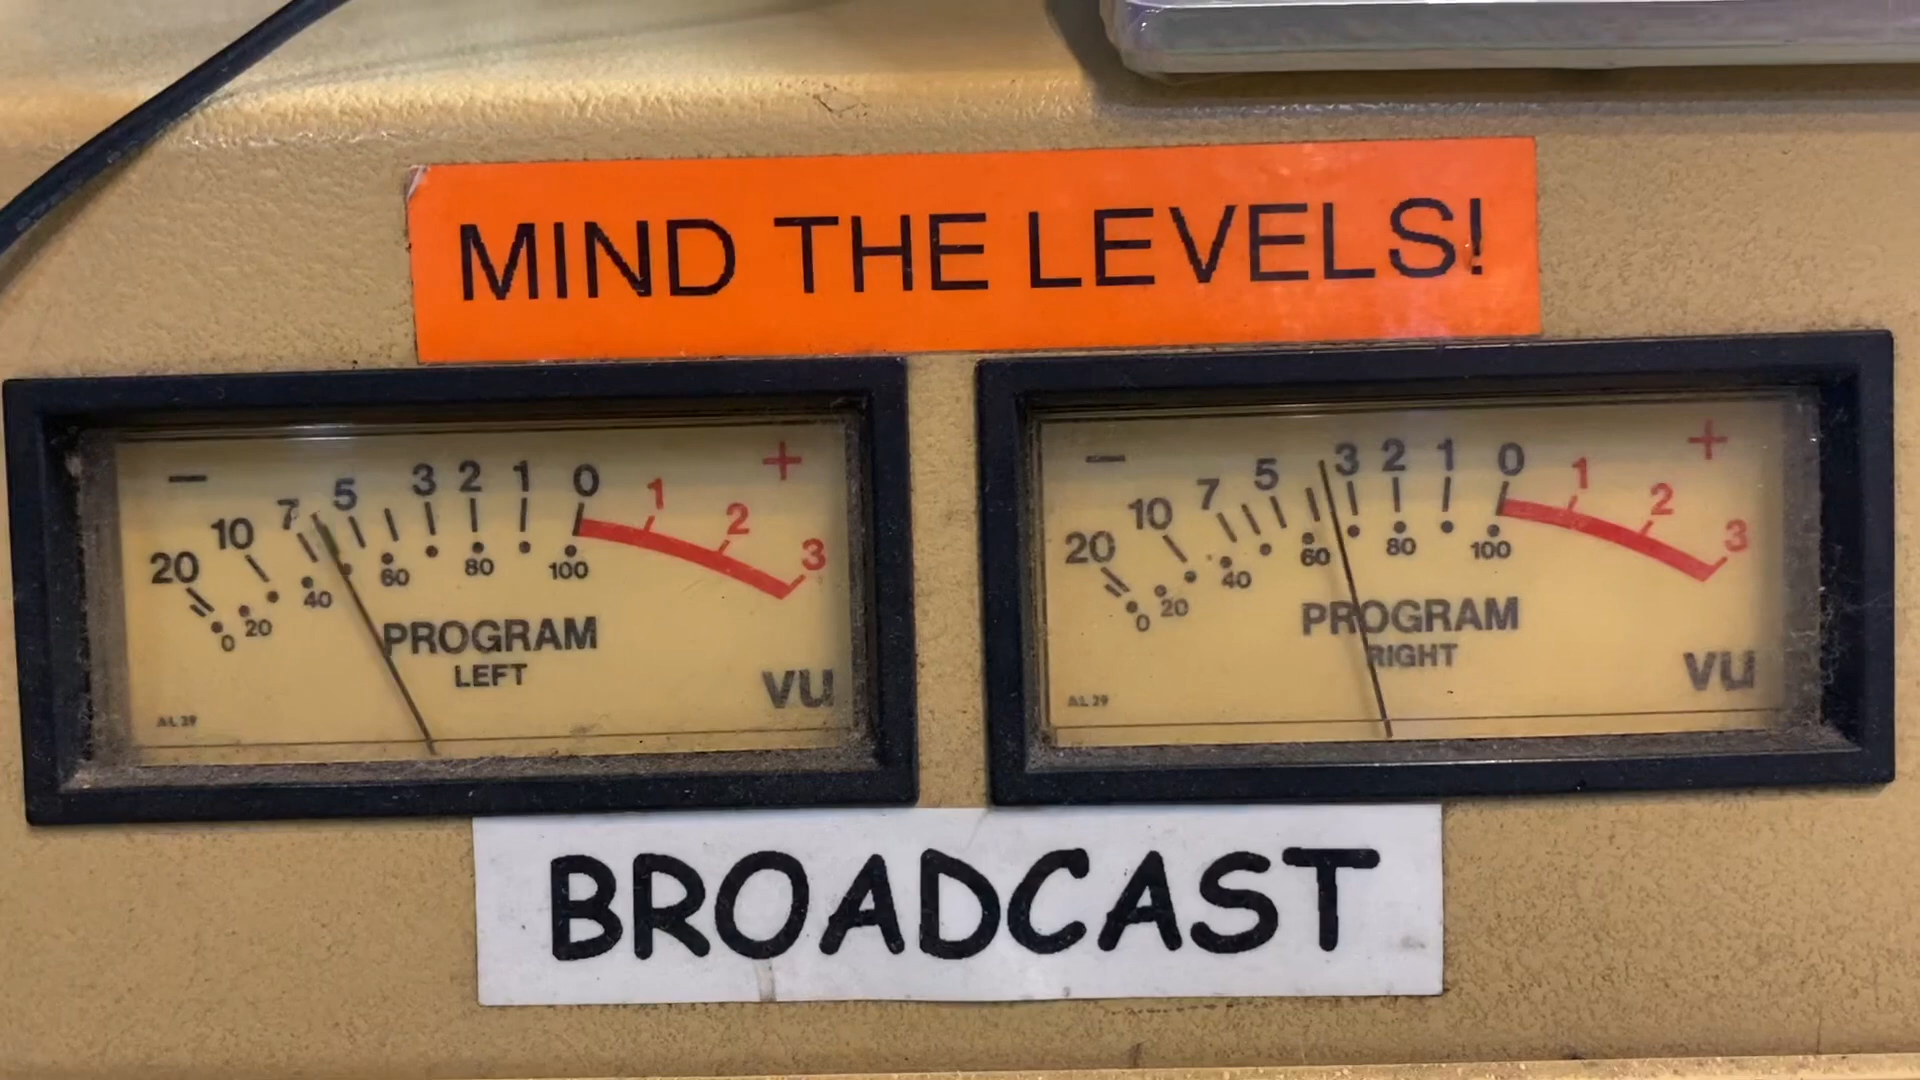 MIND THE LEVELS!
− 20 10 7 5 3 2 1 0 1 2 3 +
0 20 40 60 80 100
PROGRAM
LEFT
VU
AL 29
− 20 10 7 5 3 2 1 0 1 2 3 +
0 20 40 60 80 100
PROGRAM
RIGHT
VU
AL 29
BROADCAST